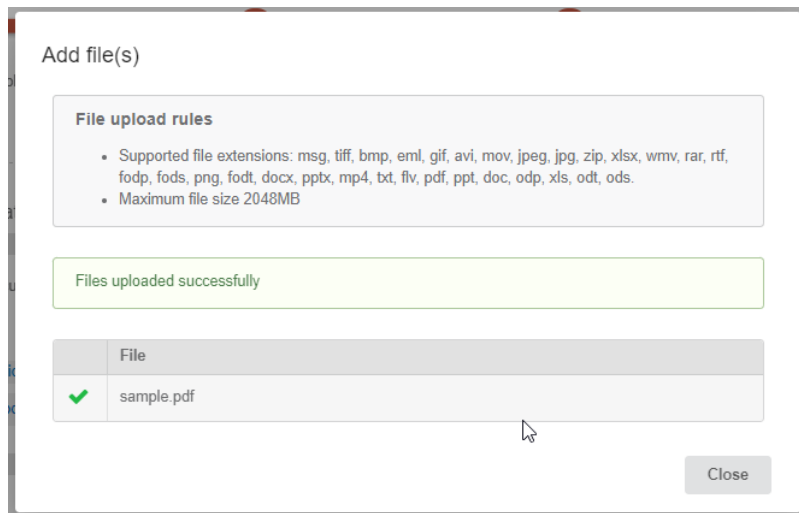 Add file(s)
File upload rules
• Supported file extensions: msg, tiff, bmp, eml, gif, avi, mov, jpeg, jpg, zip, xlsx, wmv, rar, rtf,
fodp, fods, png, fodt, docx, pptx, mp4, txt, flv, pdf, ppt, doc, odp, xls, odt, ods.
• Maximum file size 2048MB
Files uploaded successfully
File
sample.pdf
Close